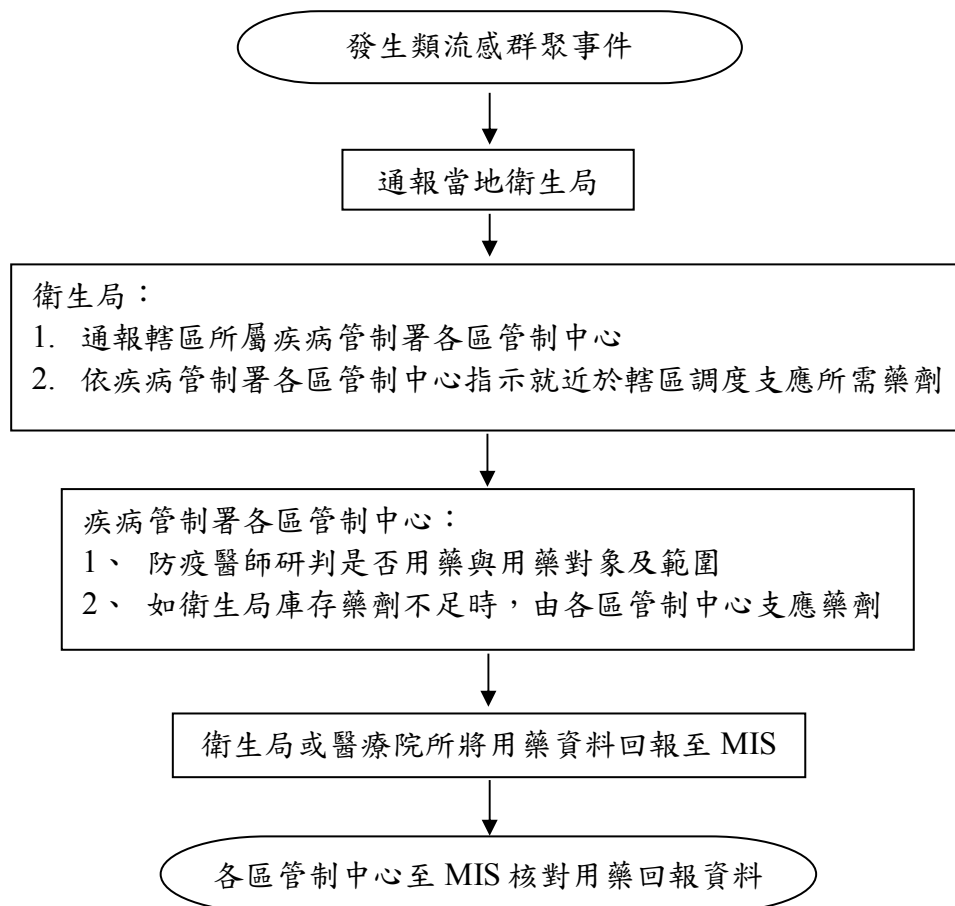 發生類流感群聚事件
通報當地衛生局
衛生局：
1. 通報轄區所屬疾病管制署各區管制中心
2. 依疾病管制署各區管制中心指示就近於轄區調度支應所需藥劑
疾病管制署各區管制中心：
1、 防疫醫師研判是否用藥與用藥對象及範圍
2、 如衛生局庫存藥劑不足時，由各區管制中心支應藥劑
衛生局或醫療院所將用藥資料回報至 MIS
各區管制中心至 MIS 核對用藥回報資料